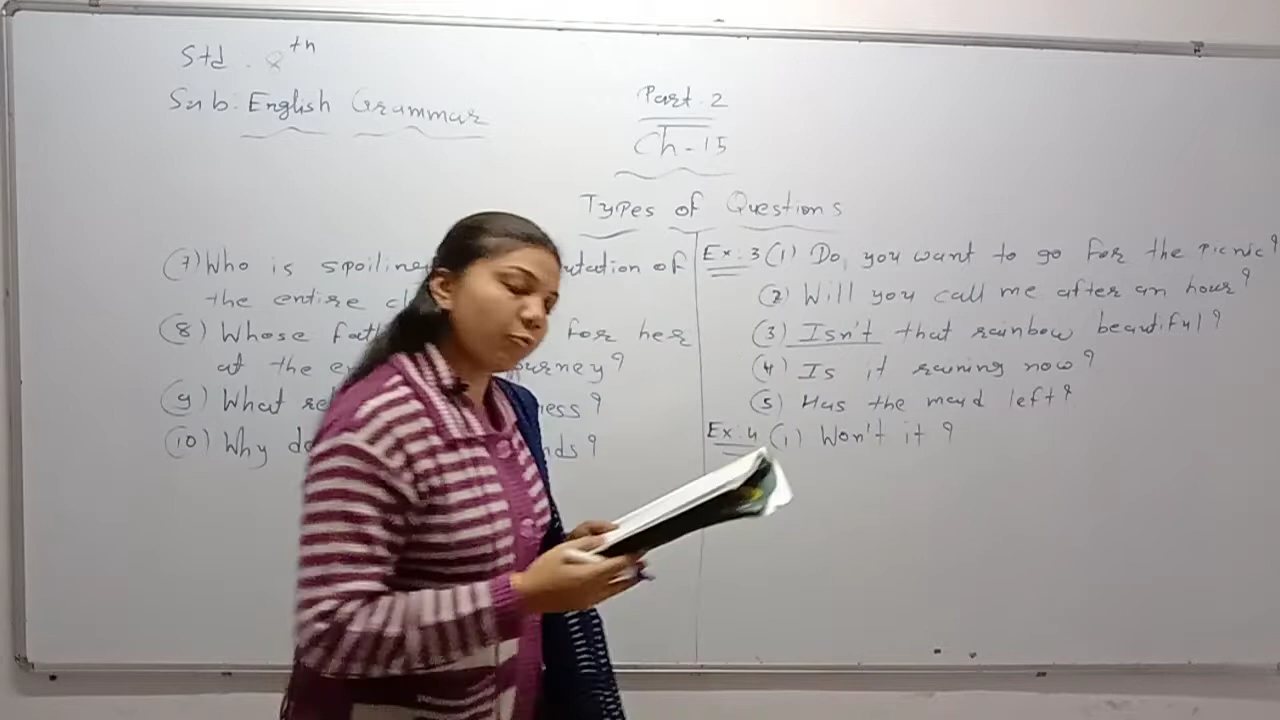 Std. 8th
Sub. English Grammar
Part. 2
Ch-15
Types of Questions
(7) Who is of
the entire
(8) Whose for her
at the
(9) What
(10) Why
Ex: 3 (1) Do, you want to go for the picnic?
(2) Will you call me after an hour?
(3) Isn't that rainbow beautiful?
(4) Is it raining now?
(5) Has the left?
Ex: 4 (1) Won't it ?